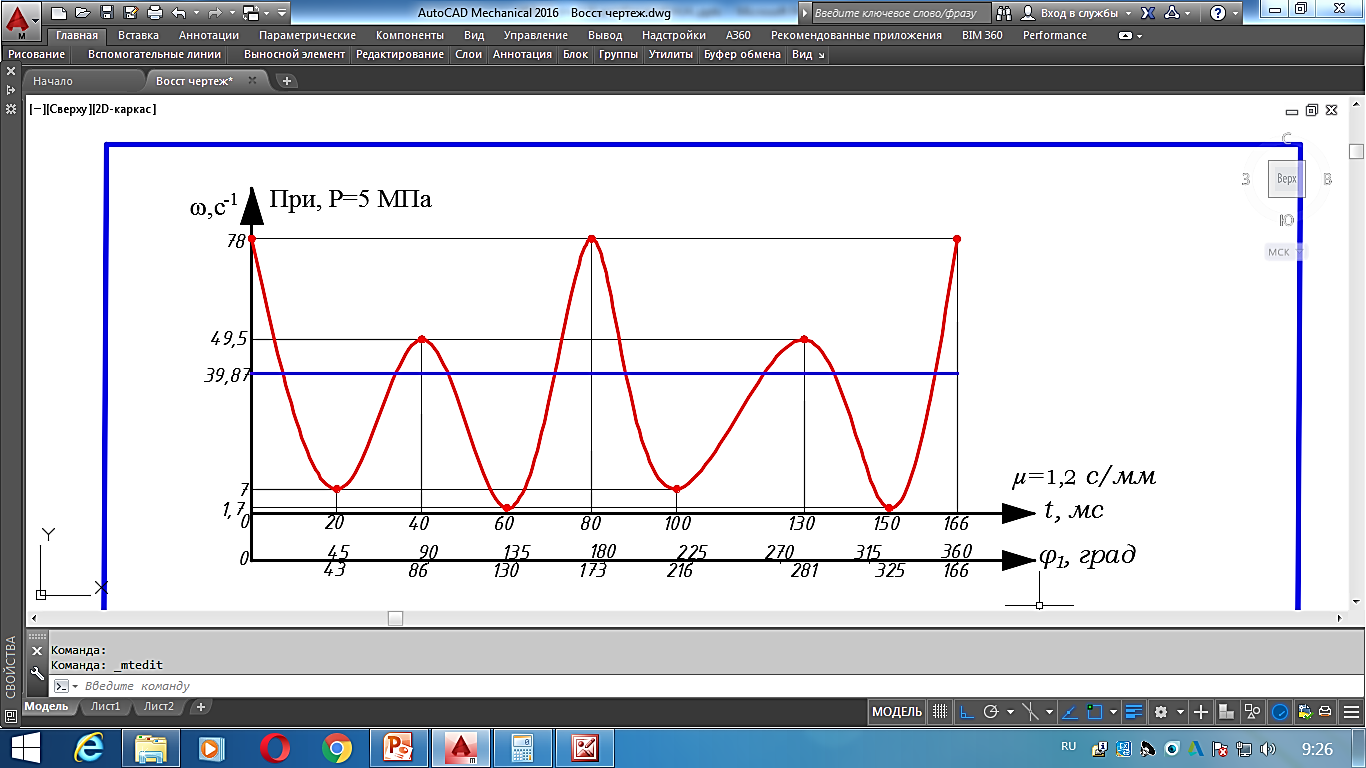 AutoCAD Mechanical 2016 Восст чертеж.dwg
Введите ключевое слово/фразу
Вход в службы
M
Главная Вставка Аннотации Параметрические Компоненты Вид Управление Вывод Надстройки A360 Рекомендованные приложения BIM 360 Performance
Рисование Вспомогательные линии Выносной элемент Редактирование Слои Аннотация Блок Группы Утилиты Буфер обмена Вид
Начало Восст чертеж*
[−][Сверху][2D-каркас]
С
З Верх В
Ю
МСК
ω,с-1 При, Р=5 МПа
78
49,5
39,87
7
1,7
μ=1,2 с/мм
0 20 40 60 80 100 130 150 166 t, мс
0 45 90 135 180 225 270 315 360 φ1, град
43 86 130 173 216 281 325 166
Y
X
СВОЙСТВА
Команда:
Команда: _mtedit
Введите команду
Модель Лист1 Лист2
МОДЕЛЬ
RU 9:26